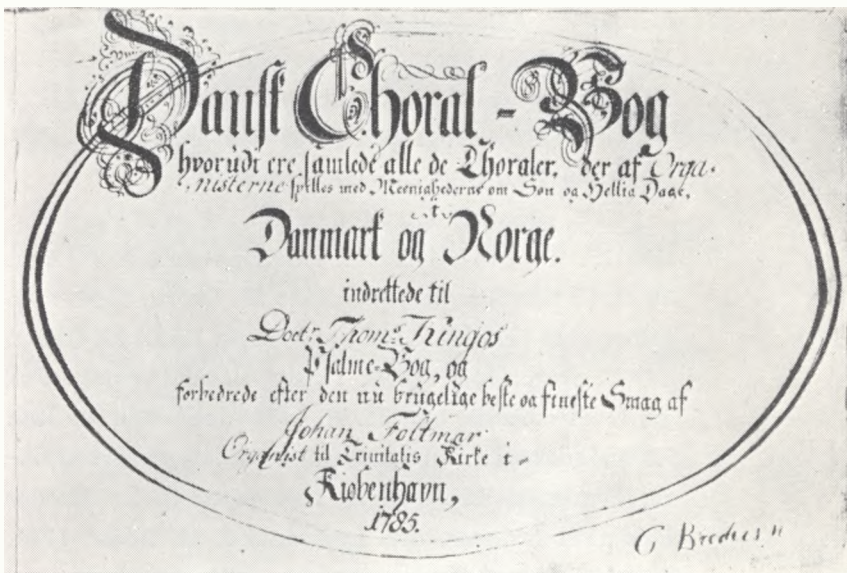 Dansk Choral-Bog
hvorudi ere samlede alle de Choraler, der af Orga-
nisterne spilles med Meenighederne om Søn og Hellig Dage,
i
Danmark og Norge.
indrettede til
Doctr. Thoms. Kingos
Psalme-Bog, og
forbedrede efter den nu brugelige beste og fineste Smag af
Johan Foltmar
Organist til Trinitatis Kirke i-
Kiøbenhavn,
1785.
C